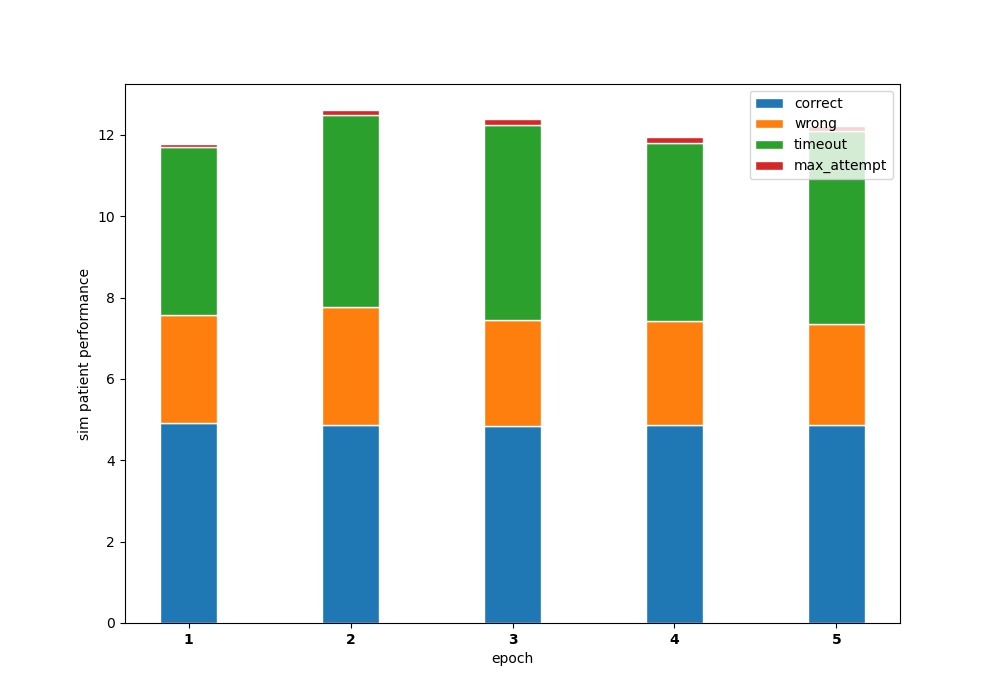 correct
wrong
timeout
max_attempt
12
10
8
6
4
2
0
sim patient performance
1 2 3 4 5
epoch